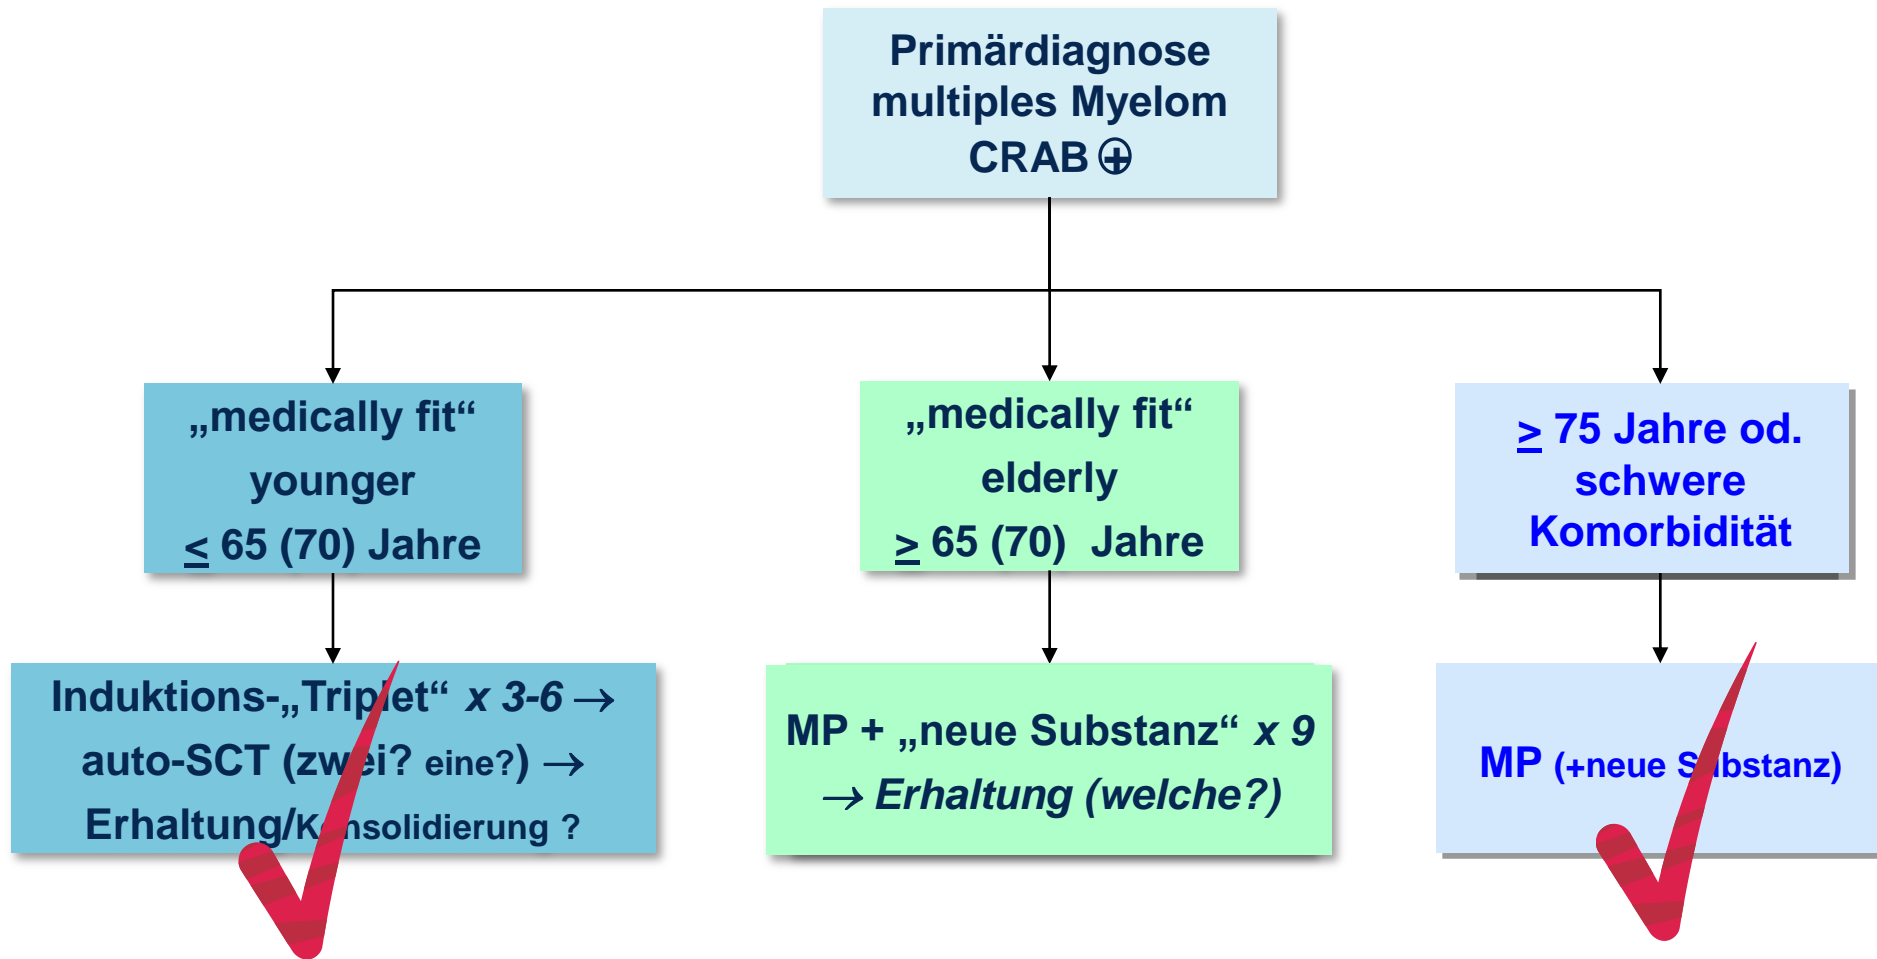 Primärdiagnose
multiples Myelom
CRAB ⊕
„medically fit“
younger
≤ 65 (70) Jahre
„medically fit“
elderly
≥ 65 (70) Jahre
≥ 75 Jahre od.
schwere
Komorbidität
Induktions-„Triplet“ x 3-6 →
auto-SCT (zwei? eine?) →
Erhaltung/Konsolidierung ?
MP + „neue Substanz“ x 9
→ Erhaltung (welche?)
MP (+neue Substanz)